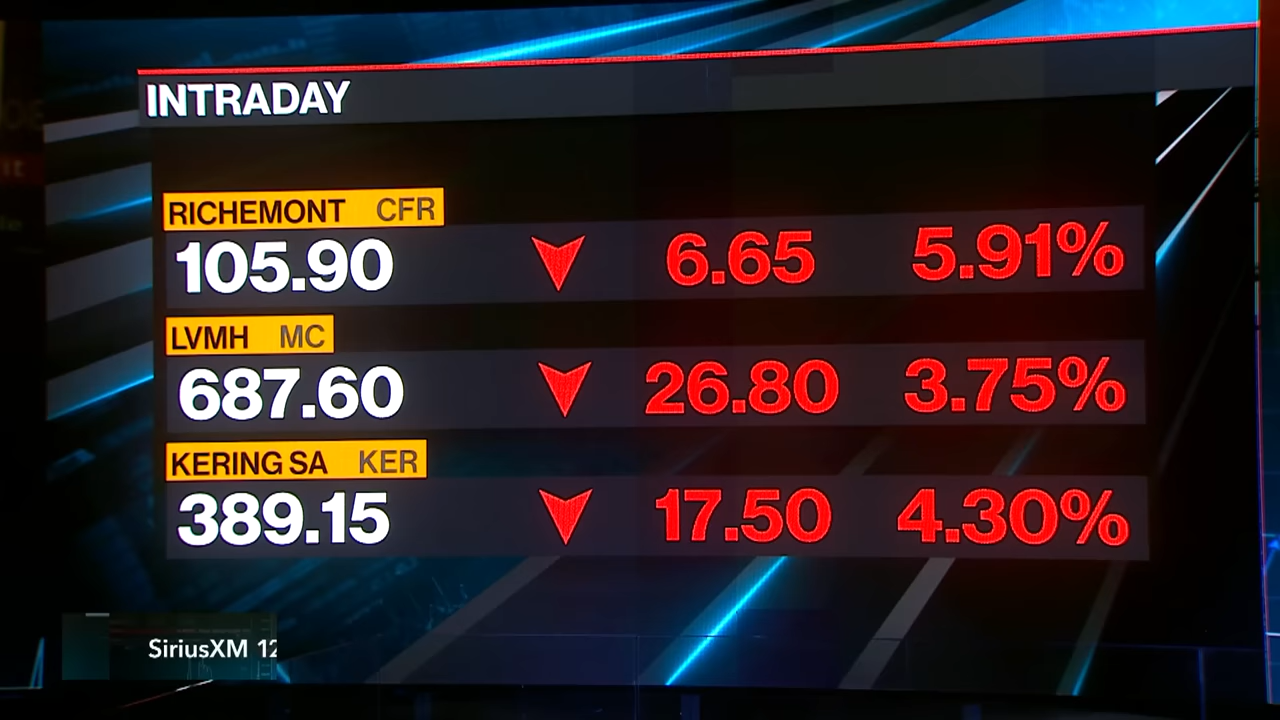 INTRADAY
RICHEMONT CFR
105.90 6.65 5.91%
LVMH MC
687.60 26.80 3.75%
KERING SA KER
389.15 17.50 4.30%
SiriusXM 12